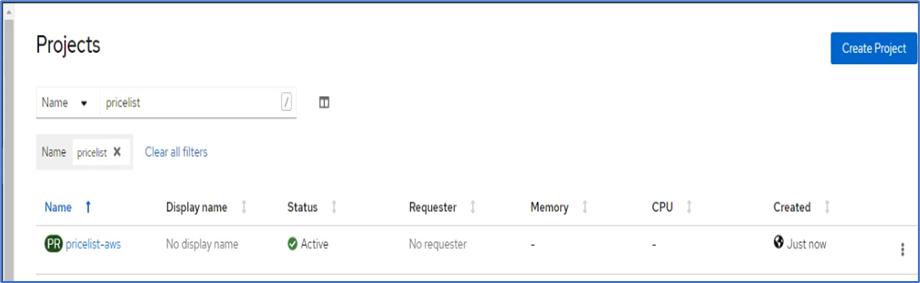 Projects
Create Project
Name pricelist /
Name pricelist Clear all filters
Name Display name Status Requester Memory CPU Created
PR pricelist-aws No display name Active No requester - - Just now